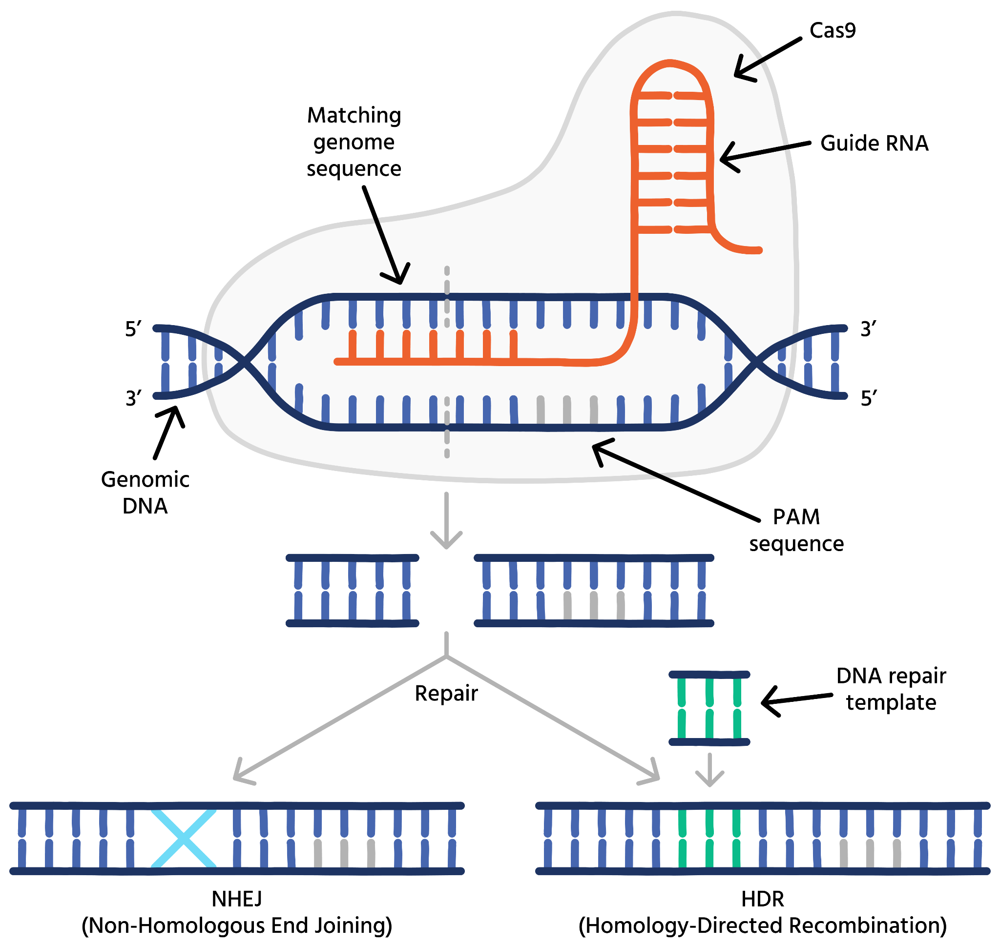 Cas9
Matching
genome
sequence
Guide RNA
5′
3′
3′
5′
Genomic
DNA
PAM
sequence
Repair
DNA repair
template
NHEJ
(Non-Homologous End Joining)
HDR
(Homology-Directed Recombination)